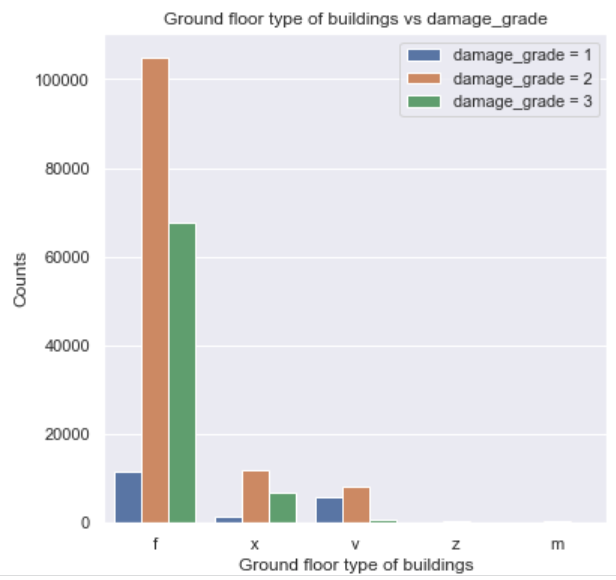 Ground floor type of buildings vs damage_grade
damage_grade = 1
damage_grade = 2
damage_grade = 3
100000
80000
60000
40000
20000
0
Counts
f x v z m
Ground floor type of buildings